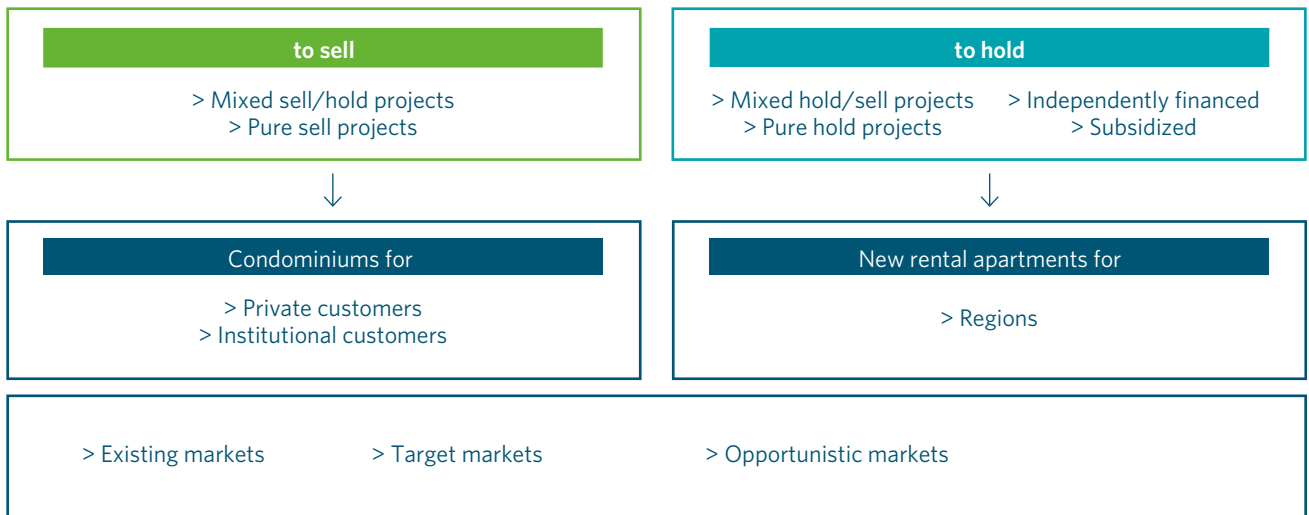 to sell
> Mixed sell/hold projects
> Pure sell projects
to hold
> Mixed hold/sell projects
> Pure hold projects
> Independently financed
> Subsidized
Condominiums for
> Private customers
> Institutional customers
New rental apartments for
> Regions
> Existing markets > Target markets > Opportunistic markets